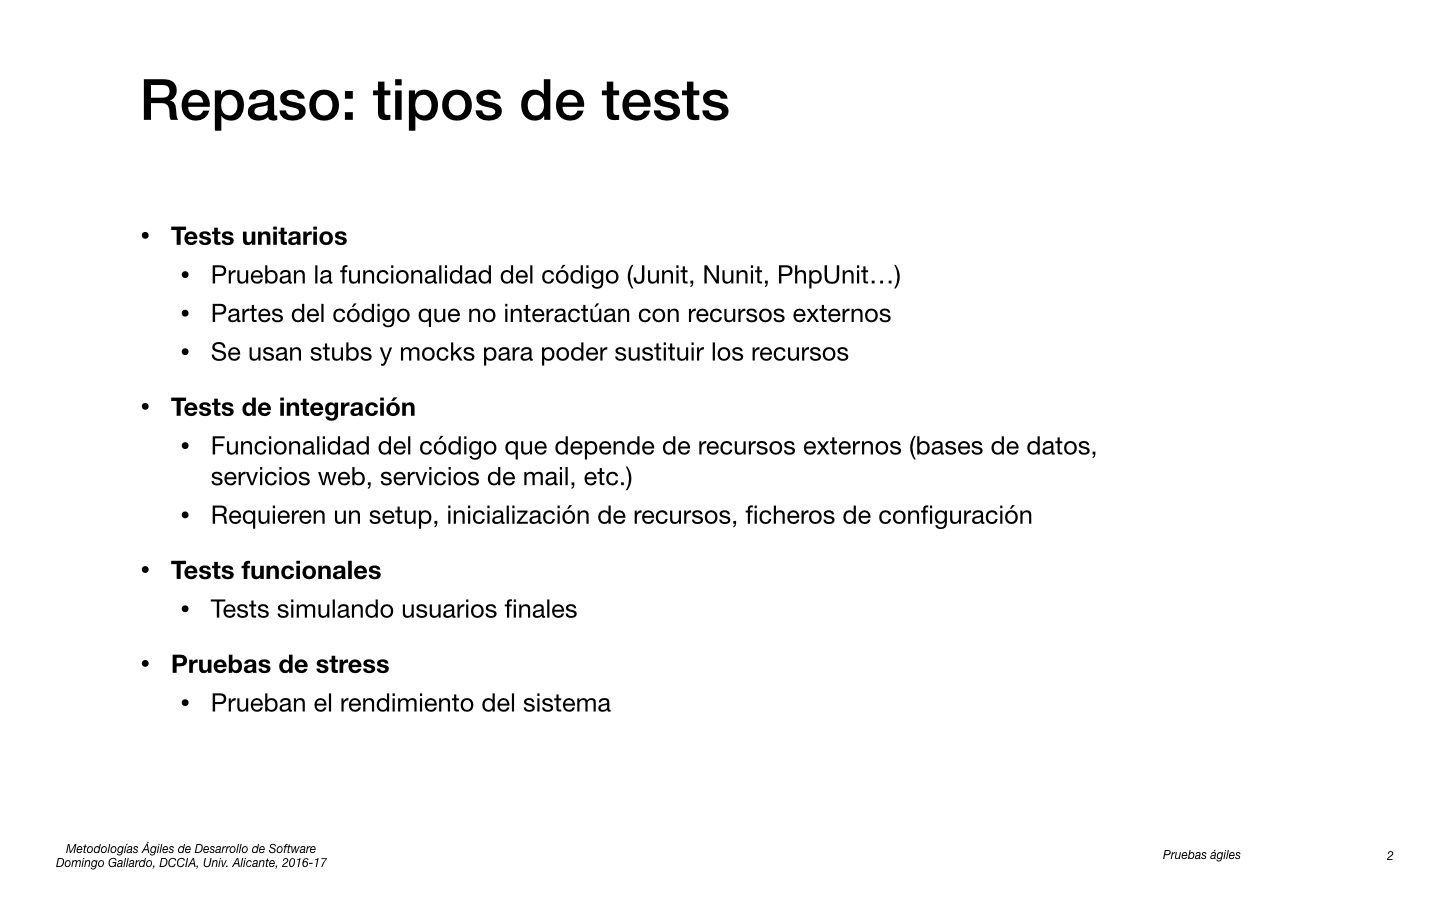 Repaso: tipos de tests
• Tests unitarios
• Prueban la funcionalidad del código (Junit, Nunit, PhpUnit…)
• Partes del código que no interactúan con recursos externos
• Se usan stubs y mocks para poder sustituir los recursos
• Tests de integración
• Funcionalidad del código que depende de recursos externos (bases de datos,
servicios web, servicios de mail, etc.)
• Requieren un setup, inicialización de recursos, ficheros de configuración
• Tests funcionales
• Tests simulando usuarios finales
• Pruebas de stress
• Prueban el rendimiento del sistema
Metodologías Ágiles de Desarrollo de Software
Domingo Gallardo, DCCIA, Univ. Alicante, 2016-17
Pruebas ágiles
2